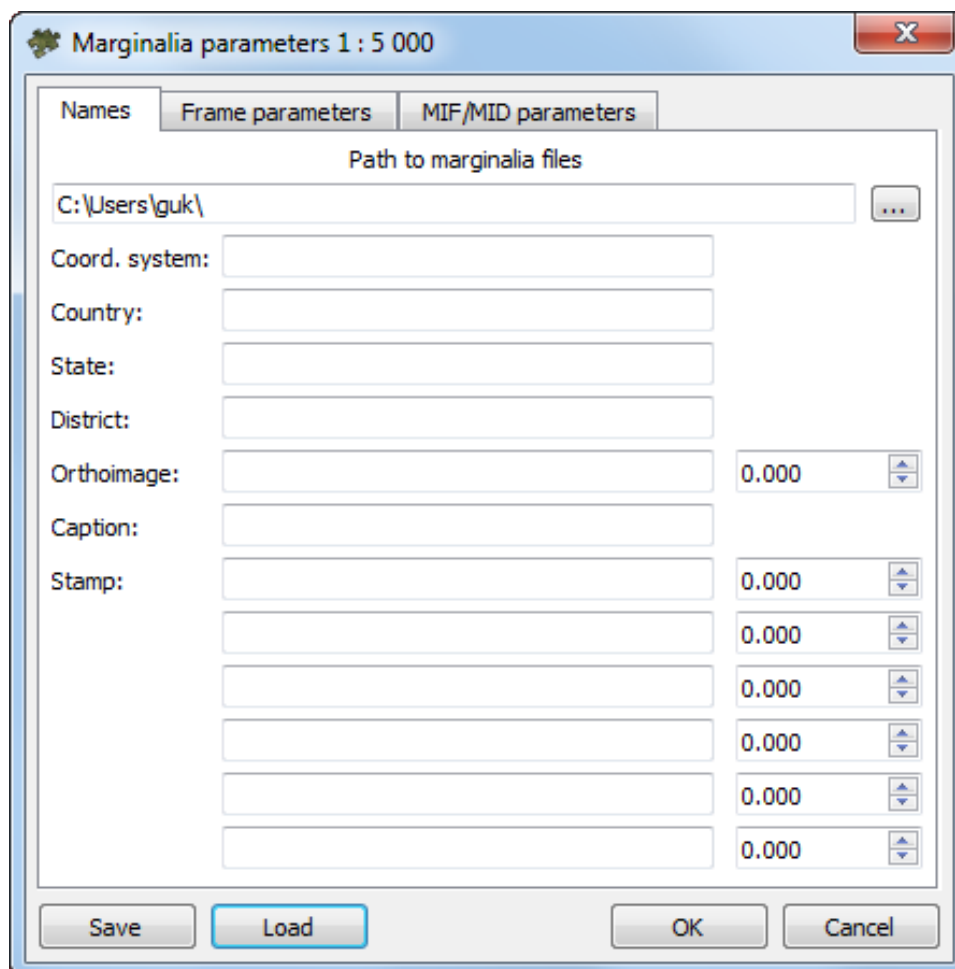 Marginalia parameters 1 : 5 000
Names Frame parameters MIF/MID parameters
Path to marginalia files
C:\Users\guk\ ...
Coord. system:
Country:
State:
District:
Orthoimage: 0.000
Caption:
Stamp: 0.000
0.000
0.000
0.000
0.000
0.000
Save Load OK Cancel